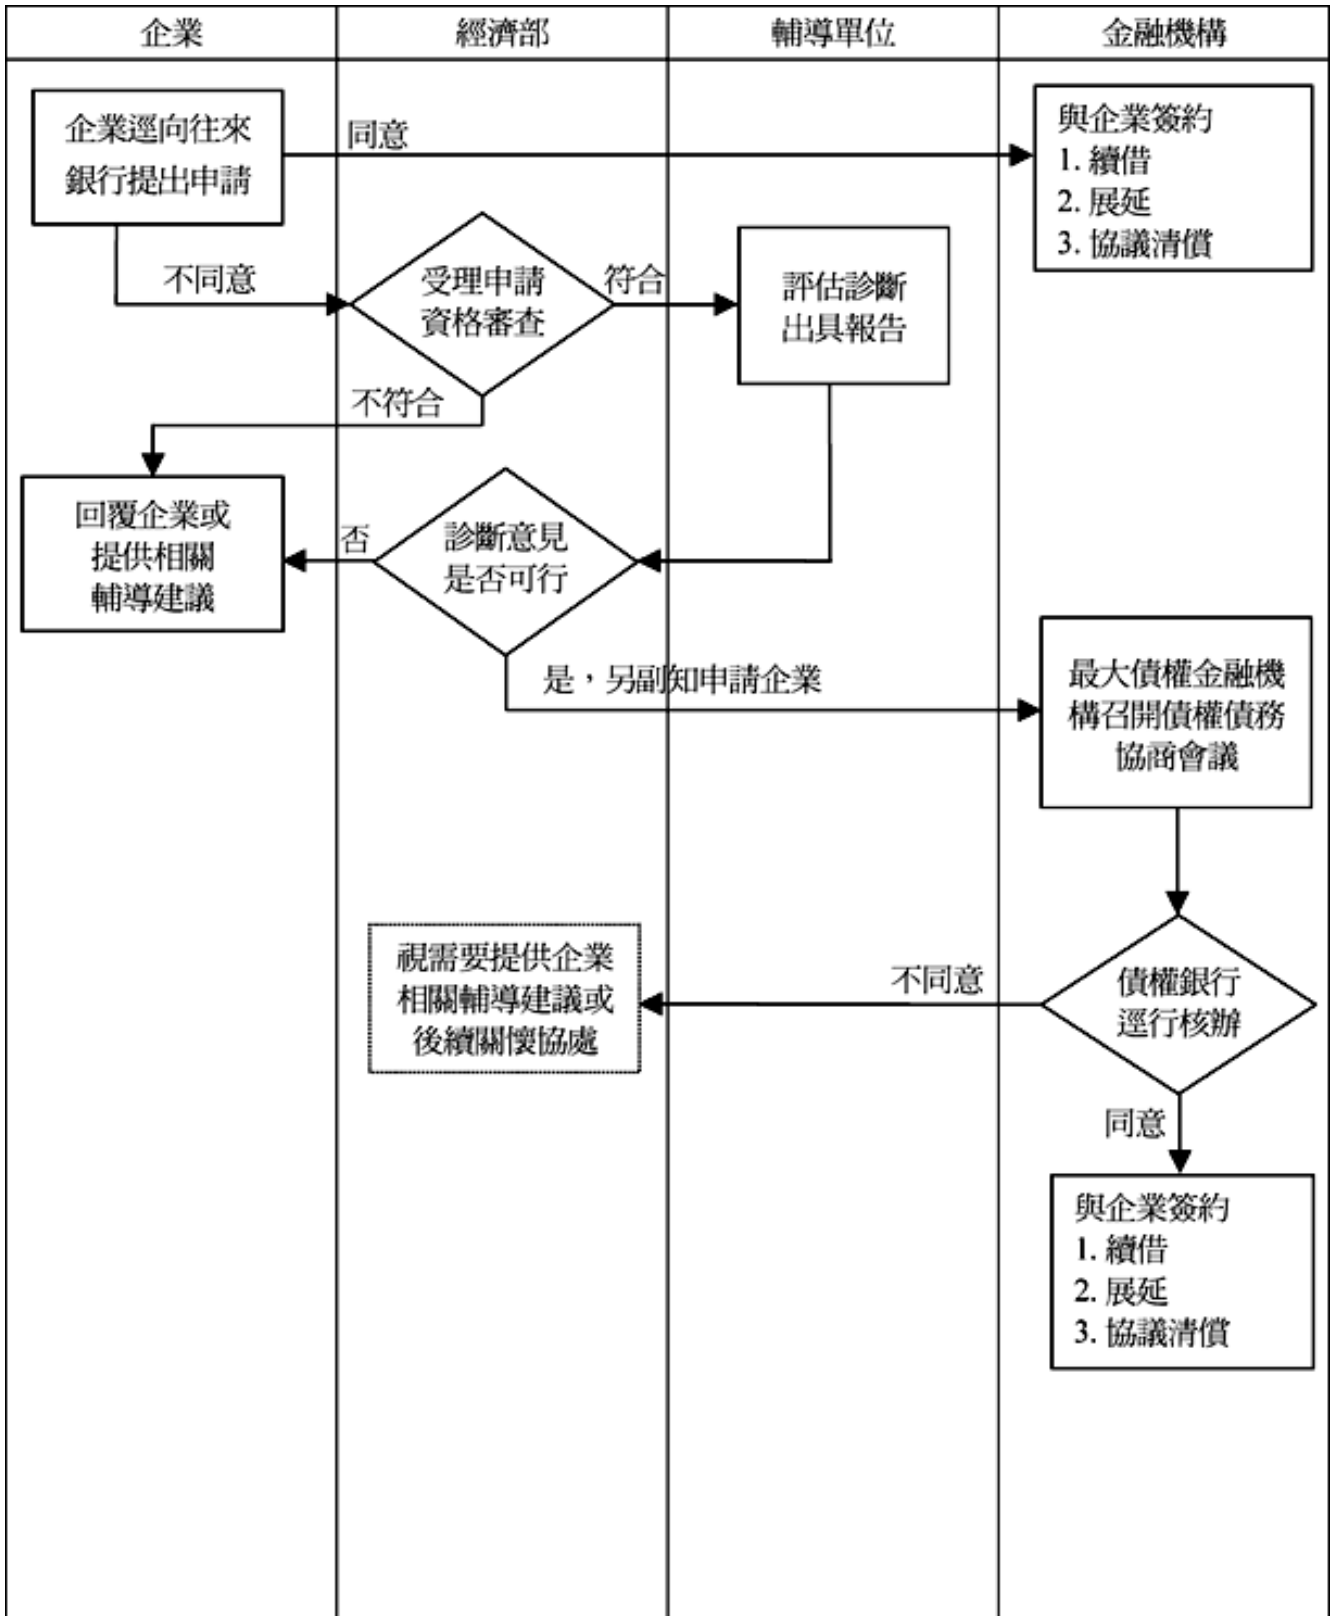 企業
經濟部
輔導單位
金融機構
企業逕向往來
銀行提出申請
同意
與企業簽約
1. 續借
2. 展延
3. 協議清償
不同意
受理申請
資格審查
符合
評估診斷
出具報告
不符合
回覆企業或
提供相關
輔導建議
否
診斷意見
是否可行
是，另副知申請企業
最大債權金融機
構召開債權債務
協商會議
視需要提供企業
相關輔導建議或
後續關懷協處
不同意
債權銀行
逕行核辦
同意
與企業簽約
1. 續借
2. 展延
3. 協議清償